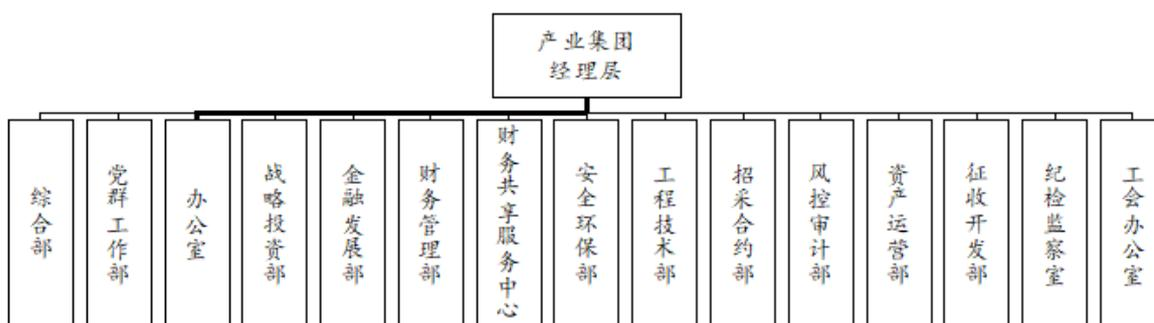 产业集团
经理层
综合部
党群工作部
办公室
战略投资部
金融发展部
财务管理部
财务共享服务中心
安全环保部
工程技术部
招采合约部
风控审计部
资产运营部
征收开发部
纪检监察室
工会办公室